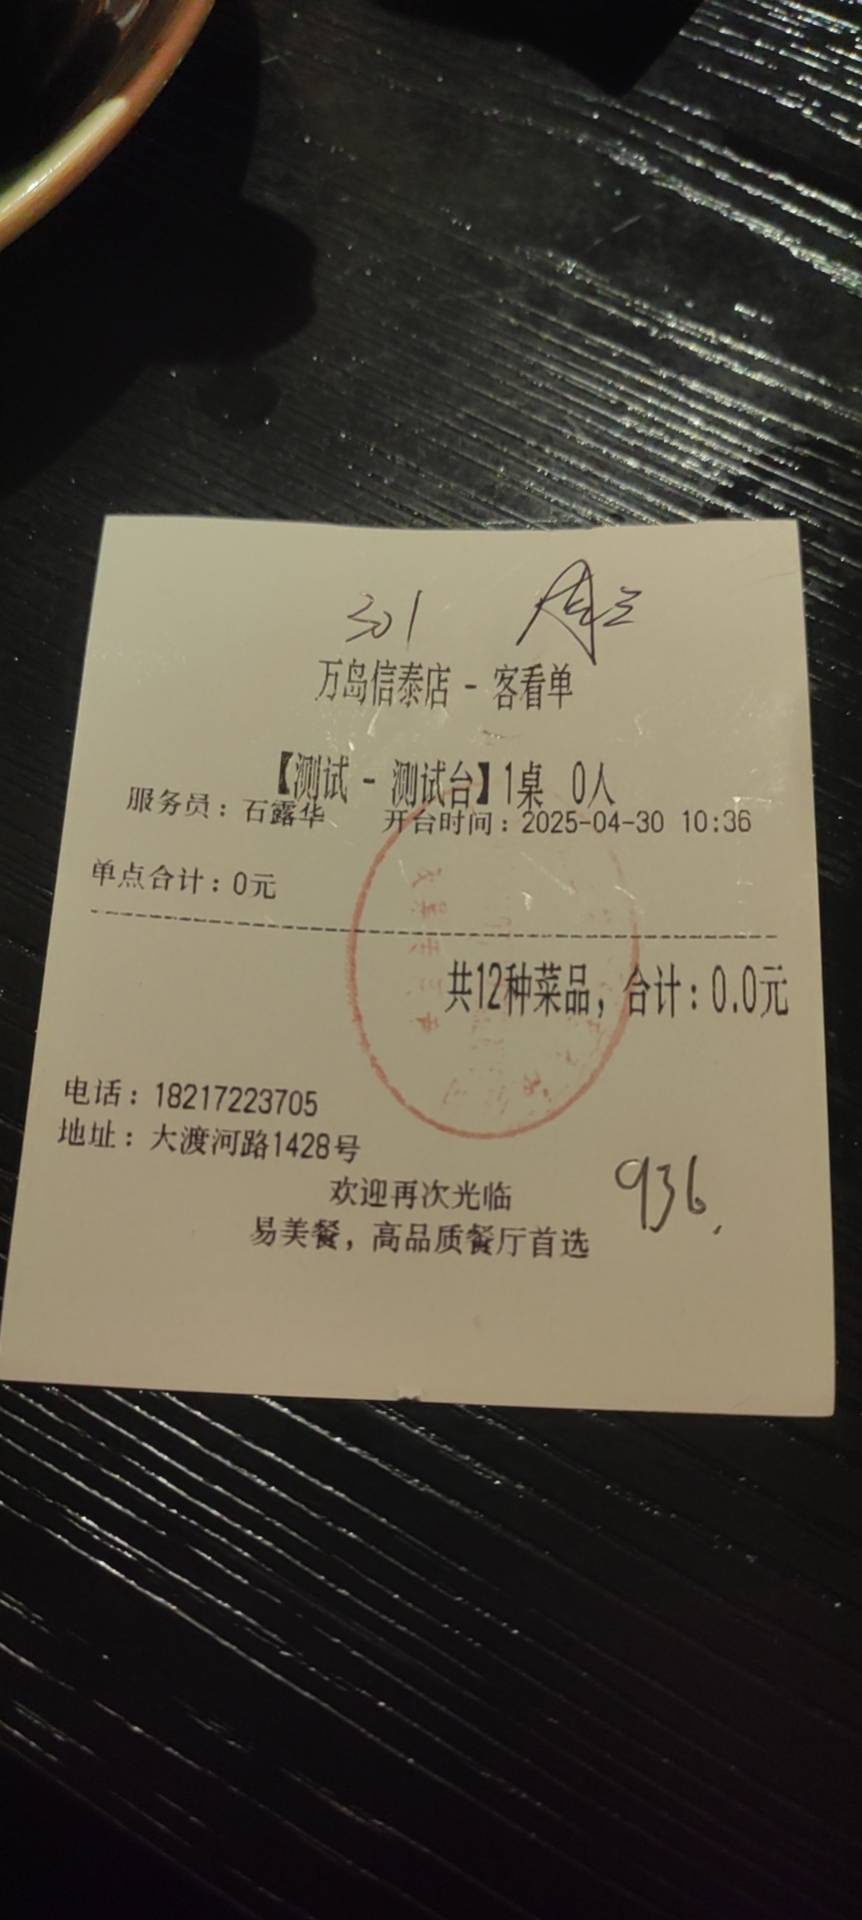 301
万岛信泰店 - 客看单
【测试 - 测试台】1桌 0人
服务员：石露华 开台时间：2025-04-30 10:36
单点合计：0元
共12种菜品，合计：0.0元
电话：18217223705
地址：大渡河路1428号
欢迎再次光临
936
易美餐，高品质餐厅首选